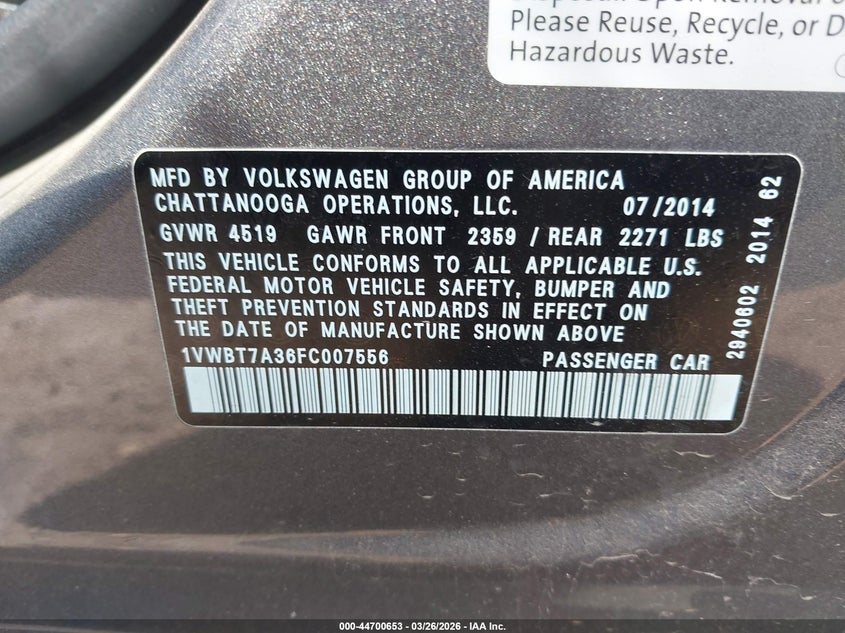 Please Reuse, Recycle, or D
Hazardous Waste.
MFD BY VOLKSWAGEN GROUP OF AMERICA
CHATTANOOGA OPERATIONS, LLC. 07/2014
GVWR 4519 GAWR FRONT 2359 / REAR 2271 LBS
THIS VEHICLE CONFORMS TO ALL APPLICABLE U.S.
FEDERAL MOTOR VEHICLE SAFETY, BUMPER AND
THEFT PREVENTION STANDARDS IN EFFECT ON
THE DATE OF MANUFACTURE SHOWN ABOVE
1VWBT7A36FC007556 PASSENGER CAR
2940602 2014 62
000-44700653 - 03/26/2026 - IAA Inc.